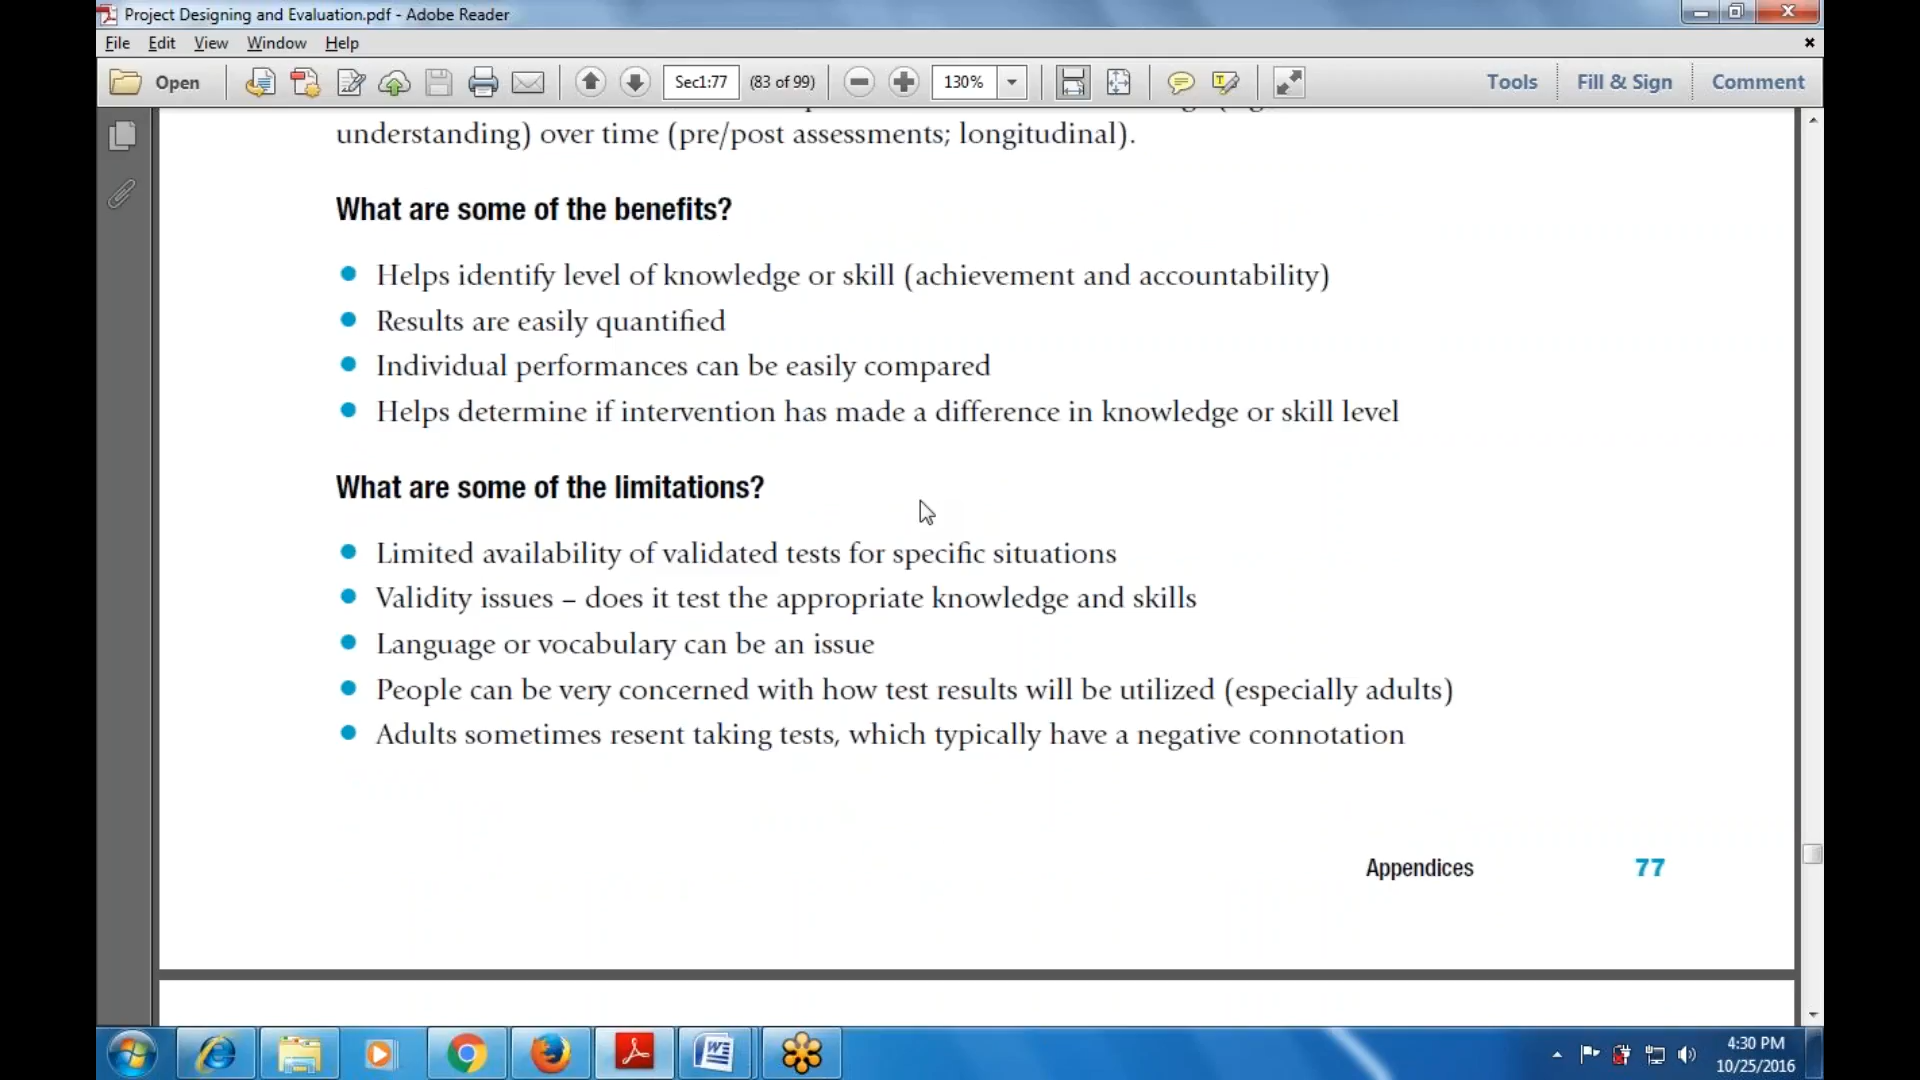 Project Designing and Evaluation.pdf - Adobe Reader
File Edit View Window Help
Open Sec1:77 (83 of 99) 130% Tools Fill & Sign Comment
understanding) over time (pre/post assessments; longitudinal).
What are some of the benefits?
Helps identify level of knowledge or skill (achievement and accountability)
Results are easily quantified
Individual performances can be easily compared
Helps determine if intervention has made a difference in knowledge or skill level
What are some of the limitations?
Limited availability of validated tests for specific situations
Validity issues – does it test the appropriate knowledge and skills
Language or vocabulary can be an issue
People can be very concerned with how test results will be utilized (especially adults)
Adults sometimes resent taking tests, which typically have a negative connotation
Appendices 77
4:30 PM
10/25/2016